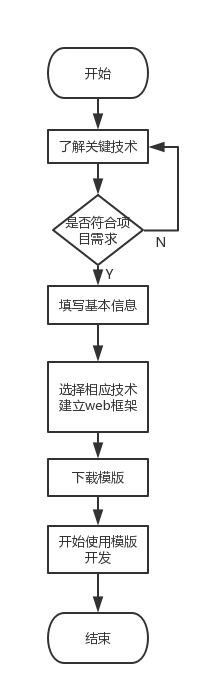 开始
了解关键技术
是否符合项
目需求
N
Y
填写基本信息
选择相应技术
建立web框架
下载模版
开始使用模版
开发
结束